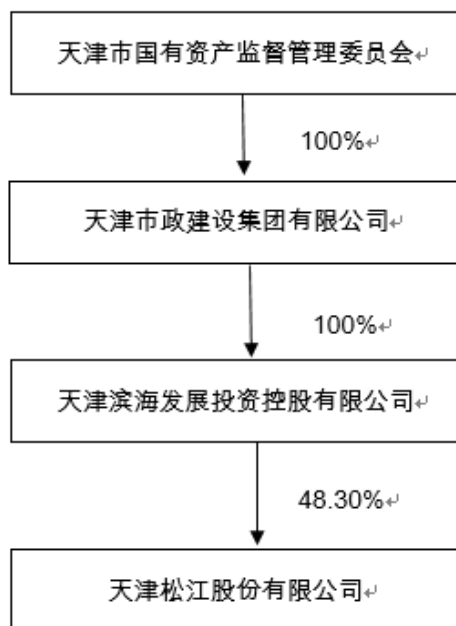 天津市国有资产监督管理委员会
100%
天津市政建设集团有限公司
100%
天津滨海发展投资控股有限公司
48.30%
天津松江股份有限公司